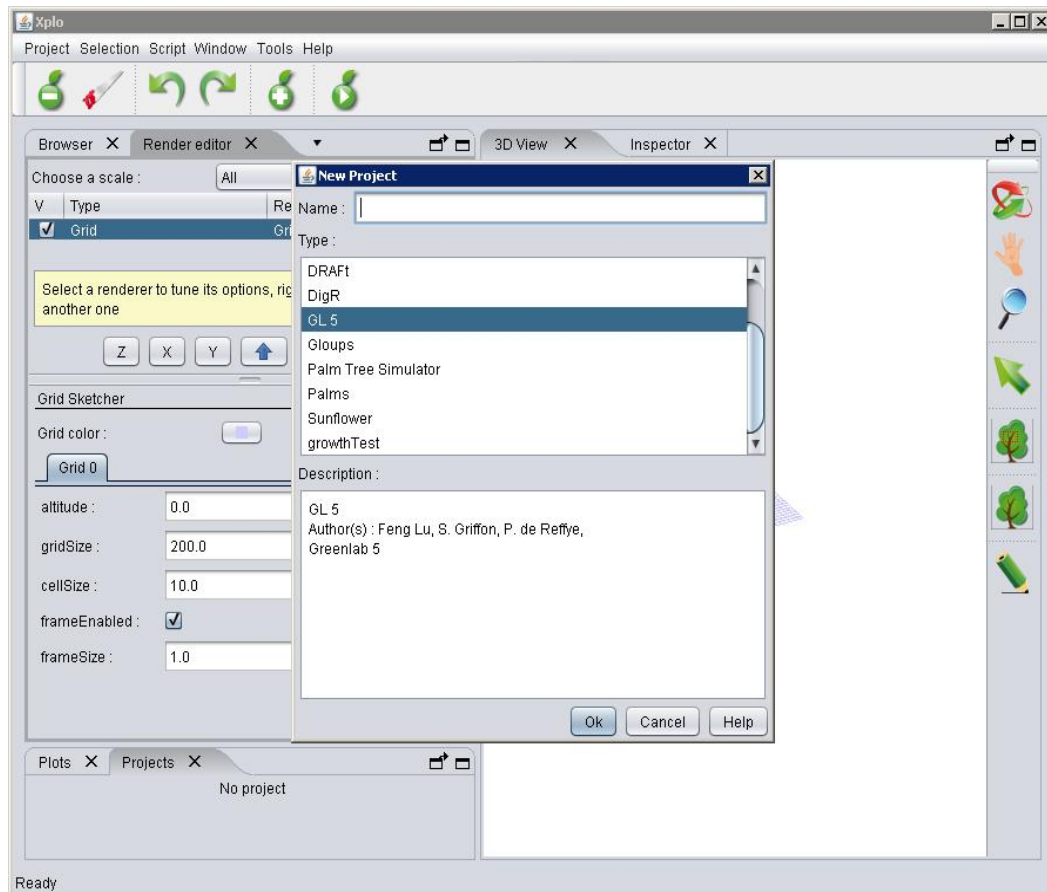 Xplo
Project Selection Script Window Tools Help
Browser Render editor
3D View Inspector
Choose a scale : All
V Type Re
Grid Gri
Select a renderer to tune its options, rig
another one
Z X Y
Grid Sketcher
Grid color :
Grid 0
altitude : 0.0
gridSize : 200.0
cellSize : 10.0
frameEnabled :
frameSize : 1.0
New Project
Name :
Type :
DRAFt
DigR
GL 5
Gloups
Palm Tree Simulator
Palms
Sunflower
growthTest
Description :
GL 5
Author(s) : Feng Lu, S. Griffon, P. de Reffye,
Greenlab 5
Ok Cancel Help
Plots Projects
No project
Ready